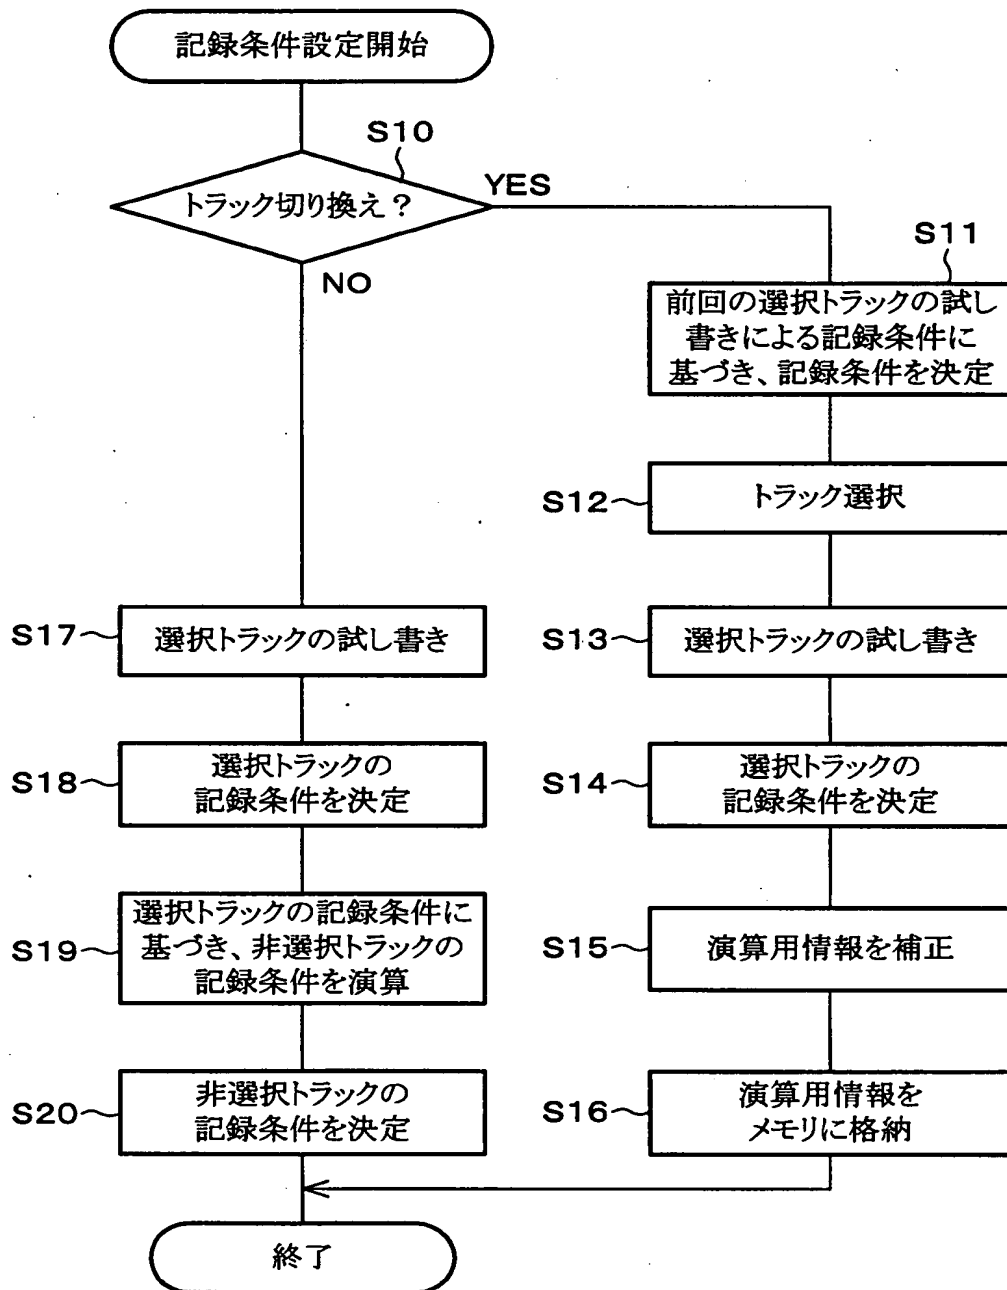 記録条件設定開始
S10
トラック切り換え?
YES
NO
S11
前回の選択トラックの試し
書きによる記録条件に
基づき、記録条件を決定
S12
トラック選択
S17
選択トラックの試し書き
S13
選択トラックの試し書き
S18
選択トラックの
記録条件を決定
S14
選択トラックの
記録条件を決定
S19
選択トラックの記録条件に
基づき、非選択トラックの
記録条件を演算
S15
演算用情報を補正
S20
非選択トラックの
記録条件を決定
S16
演算用情報を
メモリに格納
終了